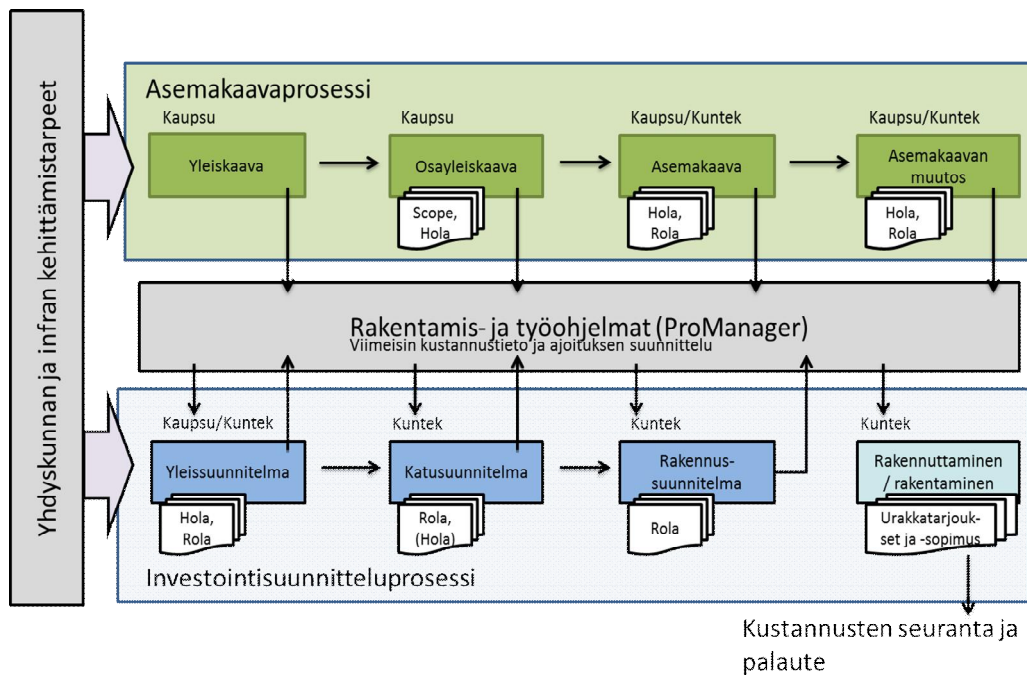 Yhdyskunnan ja infran kehittämistarpeet
Asemakaavaprosessi
Kaupsu
Kaupsu
Kaupsu/Kuntek
Kaupsu/Kuntek
Yleiskaava
Osayleiskaava
Asemakaava
Asemakaavan
muutos
Scope,
Hola
Hola,
Rola
Hola,
Rola
Rakentamis- ja työohjelmat (ProManager)
Viimeisin kustannustieto ja ajoituksen suunnittelu
Kaupsu/Kuntek
Kuntek
Kuntek
Kuntek
Yleissuunnitelma
Katusuunnitelma
Rakennus-
suunnitelma
Rakennuttaminen
/ rakentaminen
Hola,
Rola
Rola,
(Hola)
Rola
Urakkatarjouk-
set ja -sopimus
Investointisuunnitteluprosessi
Kustannusten seuranta ja
palaute